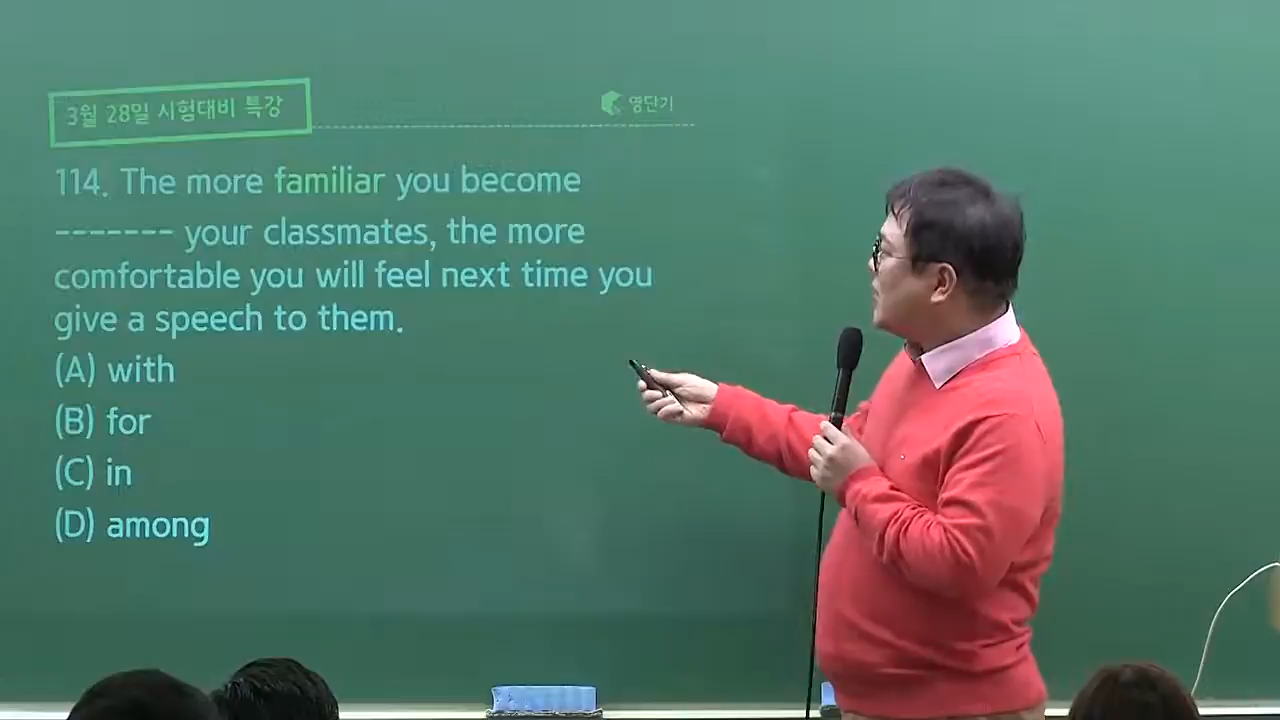 3월 28일 시험대비 특강
영단기
114. The more familiar you become
------- your classmates, the more
comfortable you will feel next time you
give a speech to them.
(A) with
(B) for
(C) in
(D) among